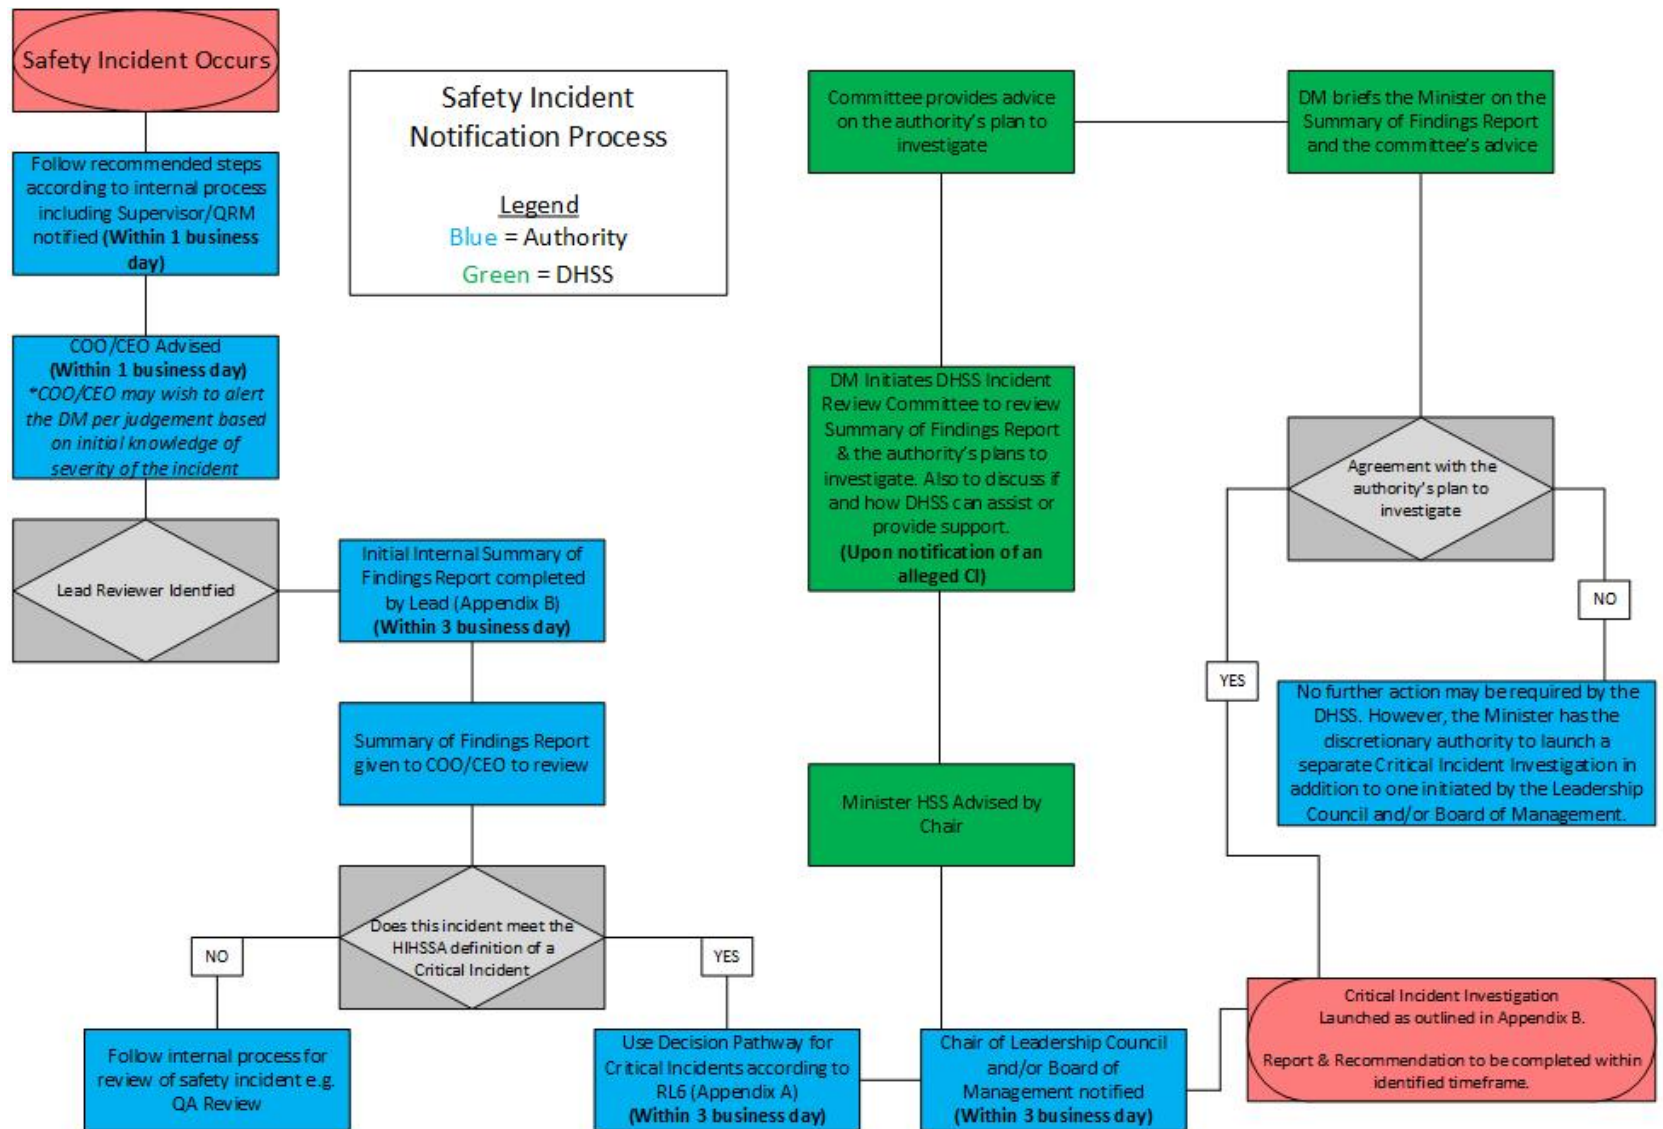 Safety Incident Occurs
Follow recommended steps
according to internal process
including Supervisor/QRM
notified (Within 1 business
day)
COO/CEO Advised
(Within 1 business day)
*COO/CEO may wish to alert
the DM per judgement based
on initial knowledge of
severity of the incident
Lead Reviewer Identfied
Safety Incident
Notification Process
Legend
Blue = Authority
Green = DHSS
Initial Internal Summary of
Findings Report completed
by Lead (Appendix B)
(Within 3 business day)
Summary of Findings Report
given to COO/CEO to review
Does this incident meet the
HIHSSA definition of a
Critical Incident
NO
YES
Follow internal process for
review of safety incident e.g.
QA Review
Use Decision Pathway for
Critical Incidents according to
RL6 (Appendix A)
(Within 3 business day)
Chair of Leadership Council
and/or Board of
Management notified
(Within 3 business day)
Minister HSS Advised by
Chair
DM Initiates DHSS Incident
Review Committee to review
Summary of Findings Report
& the authority's plans to
investigate. Also to discuss if
and how DHSS can assist or
provide support.
(Upon notification of an
alleged CI)
Committee provides advice
on the authority's plan to
investigate
DM briefs the Minister on the
Summary of Findings Report
and the committee's advice
Agreement with the
authority's plan to
investigate
YES
NO
No further action may be required by the
DHSS. However, the Minister has the
discretionary authority to launch a
separate Critical Incident Investigation in
addition to one initiated by the Leadership
Council and/or Board of Management.
Critical Incident Investigation
Launched as outlined in Appendix B.
Report & Recommendation to be completed within
identified timeframe.